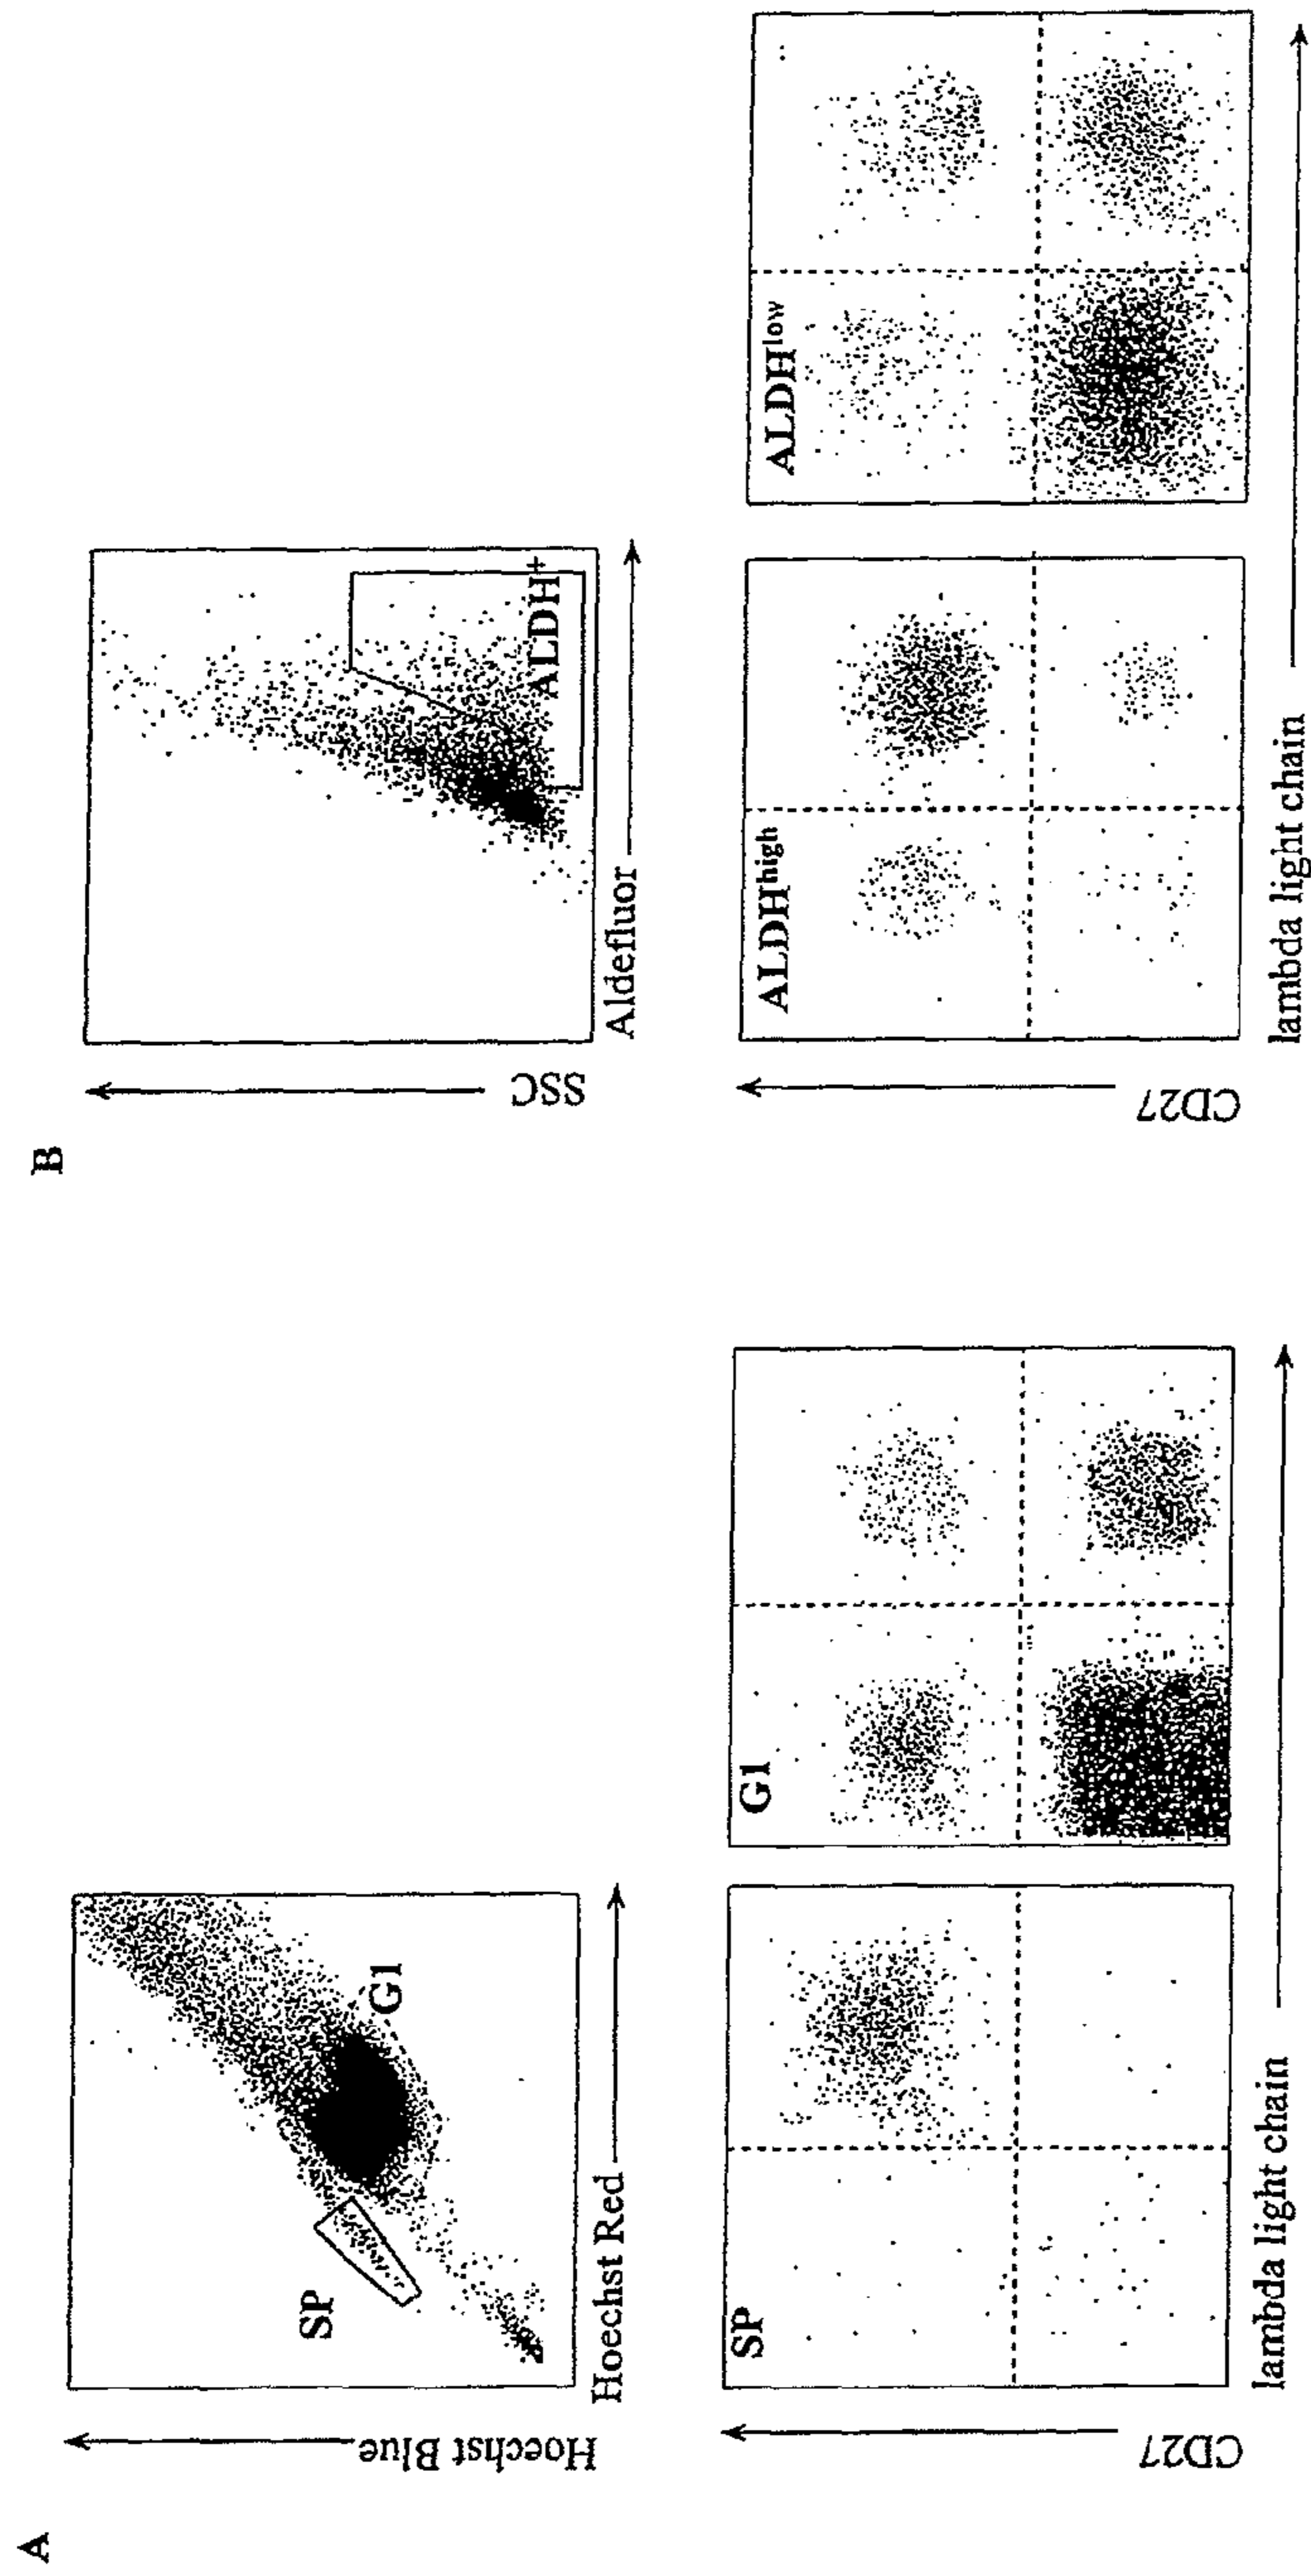 A
Hoechst Blue
SP
G1
Hoechst Red
CD27
SP
G1
lambda light chain
B
SSC
ALDH+
Aldefluor
CD27
ALDHhigh
ALDHlow
lambda light chain